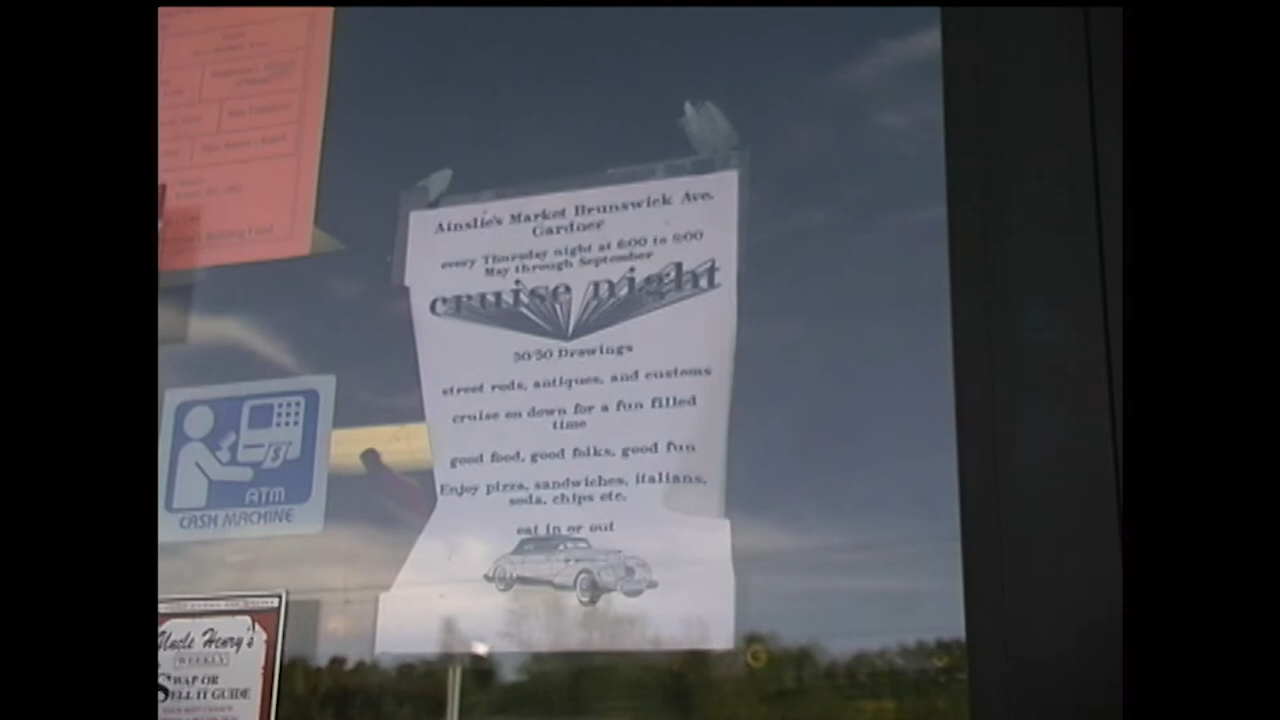 Ainslie's Market Brunswick Ave.
Gardner
every Thursday night at 6:00 to 8:00
May through September
cruise night
50/50 Drawings
street rods, antiques, and customs
cruise on down for a fun filled
time
good food, good folks, good fun
Enjoy pizza, sandwiches, italians,
soda, chips etc.
eat in or out
$
ATM
CASH MACHINE
Uncle Henry's
WEEKLY
SWAP OR
SELL IT GUIDE